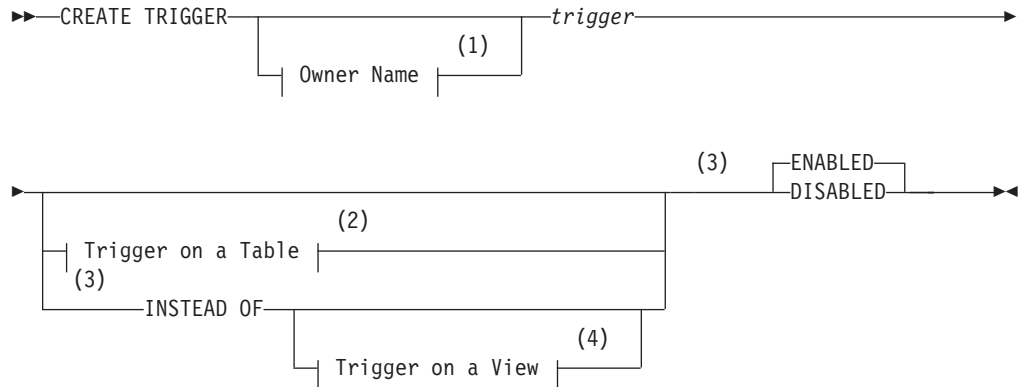 CREATE TRIGGER trigger
(1)
Owner Name
(3) ENABLED
DISABLED
(2)
Trigger on a Table
(3)
INSTEAD OF
(4)
Trigger on a View